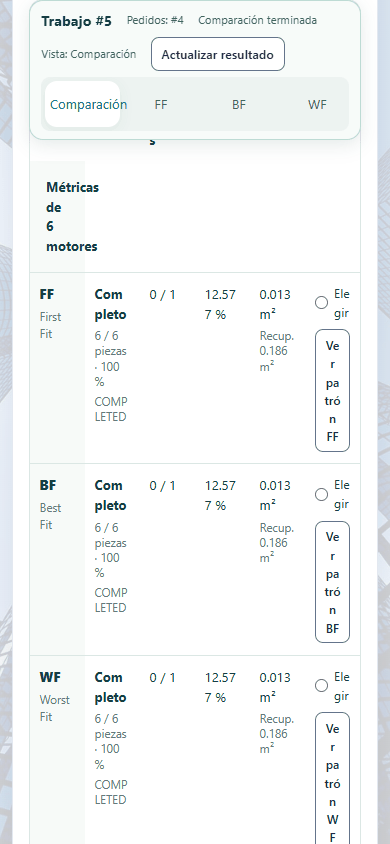 Trabajo #5 Pedidos: #4 Comparación terminada
Vista: Comparación Actualizar resultado
Comparación FF BF WF
Métricas
de
6
motores
FF
First
Fit
Com
pleto
6 / 6
piezas
· 100
%
COMP
LETED
0 / 1
12.57
7 %
0.013
m²
Recup.
0.186
m²
Ele
gir
Ve
r
pa
tró
n
FF
BF
Best
Fit
Com
pleto
6 / 6
piezas
· 100
%
COMP
LETED
0 / 1
12.57
7 %
0.013
m²
Recup.
0.186
m²
Ele
gir
Ve
r
pa
tró
n
BF
WF
Worst
Fit
Com
pleto
6 / 6
piezas
· 100
%
COMP
LETED
0 / 1
12.57
7 %
0.013
m²
Recup.
0.186
m²
Ele
gir
Ve
r
pa
tró
n
W
F